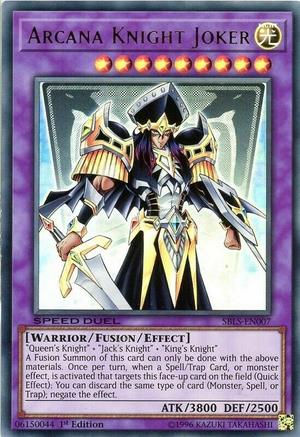 ARCANA KNIGHT JOKER
光
SPEED DUEL
SBLS-EN007
[WARRIOR/FUSION/EFFECT]
"Queen's Knight" + "Jack's Knight" + "King's Knight"
A Fusion Summon of this card can only be done with the above
materials. Once per turn, when a Spell/Trap Card, or monster
effect, is activated that targets this face-up card on the field (Quick
Effect): You can discard the same type of card (Monster, Spell, or
Trap); negate the effect.
ATK/3800 DEF/2500
06150044 1st Edition
©1996 KAZUKI TAKAHASHI